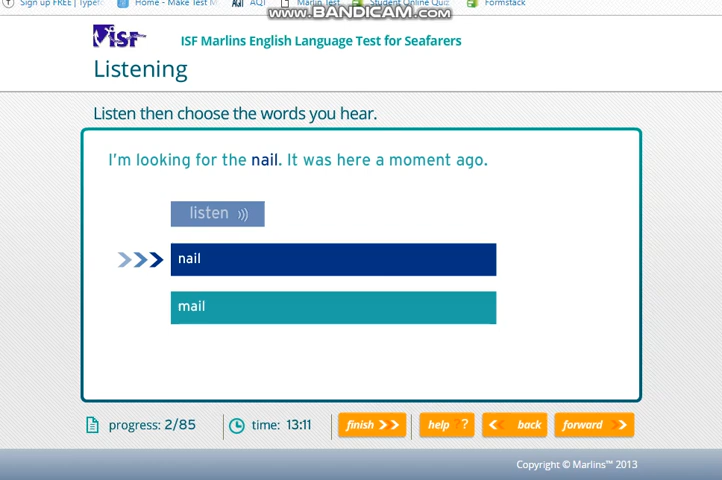 Sign up FREE | Typef
Home - Make Test M
AQI
AQI
Marlin Test
Student Online Quiz
Formstack
www.BANDICAM.com
ISF
ISF Marlins English Language Test for Seafarers
Listening
Listen then choose the words you hear.
I'm looking for the nail. It was here a moment ago.
listen
nail
mail
progress: 2/85
time: 13:11
finish
help ??
back
forward
Copyright © Marlins™ 2013